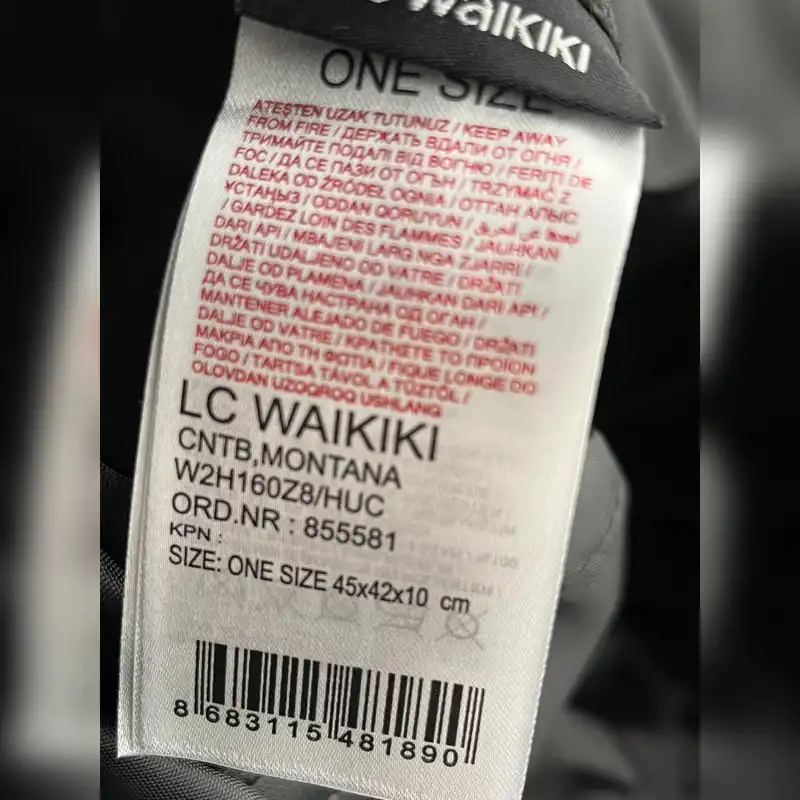 Waikiki
ONE SIZE
ATEŞTEN UZAK TUTUNUZ / KEEP AWAY
FROM FIRE / ДЕРЖАТЬ ВДАЛИ ОТ ОГНЯ /
ТРИМАЙТЕ ПОДАЛІ ВІД ВОГНЮ / FERITI DE
FOC / ДА СЕ ПАЗИ ОТ ОГЪН / TRZYMAĆ Z
DALEKA OD ŹRÓDEŁ OGNIA / ОТТАН АЛЫС
ҰСТАҢЫЗ / ODDAN QORUYUN / ابعدها عن الحريق
/ GARDEZ LOIN DES FLAMMES / JAUHKAN
DARI API / MBAJENI LARG NGA ZJARRI /
DRŽATI UDALJENO OD VATRE / DRŽATI
DALJE OD PLAMENA / JAUHKAN DARI API /
ДА СЕ ЧУВА НАСТРАНА ОД ОГАН /
MANTENER ALEJADO DE FUEGO / DRŽATI
DALJE OD VATRE / ΚΡΑΤΗΣΤΕ ΤΟ ΠΡΟΪΟΝ
ΜΑΚΡΙΑ ΑΠΟ ΤΗ ΦΩΤΙΑ / FIQUE LONGE DO
FOGO / TARTSA TÁVOL A TŰZTŐL /
OLOVDAN UZOQROQ USHLANG
LC WAIKIKI
CNTB,MONTANA
W2H160Z8/HUC
ORD.NR : 855581
KPN :
SIZE: ONE SIZE 45x42x10 cm
8 683115 481890